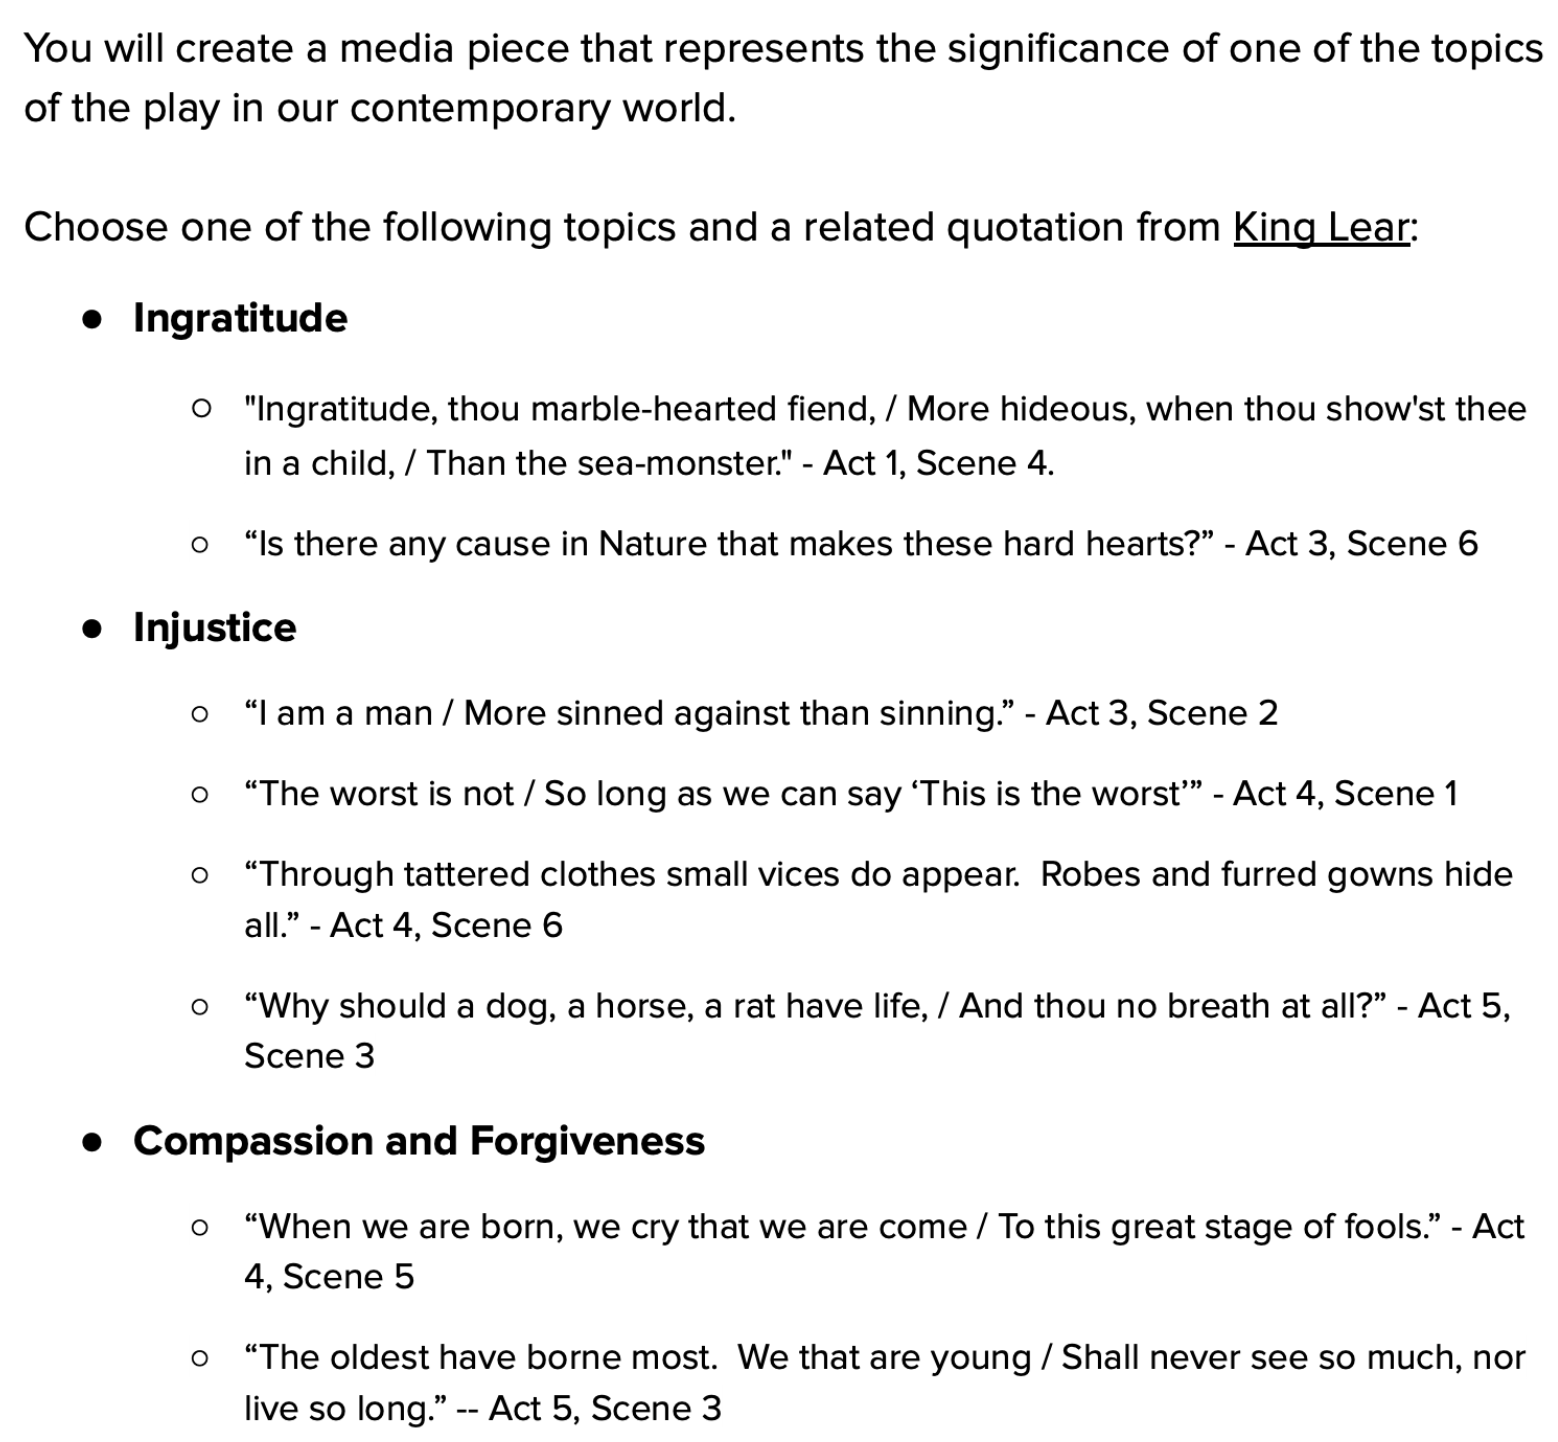 You will create a media piece that represents the significance of one of the topics
of the play in our contemporary world.
Choose one of the following topics and a related quotation from King Lear:
● Ingratitude
○ "Ingratitude, thou marble-hearted fiend, / More hideous, when thou show'st thee
in a child, / Than the sea-monster." - Act 1, Scene 4.
○ “Is there any cause in Nature that makes these hard hearts?” - Act 3, Scene 6
● Injustice
○ “I am a man / More sinned against than sinning.” - Act 3, Scene 2
○ “The worst is not / So long as we can say ‘This is the worst’” - Act 4, Scene 1
○ “Through tattered clothes small vices do appear.  Robes and furred gowns hide
all.” - Act 4, Scene 6
○ “Why should a dog, a horse, a rat have life, / And thou no breath at all?” - Act 5,
Scene 3
● Compassion and Forgiveness
○ “When we are born, we cry that we are come / To this great stage of fools.” - Act
4, Scene 5
○ “The oldest have borne most.  We that are young / Shall never see so much, nor
live so long.” -- Act 5, Scene 3